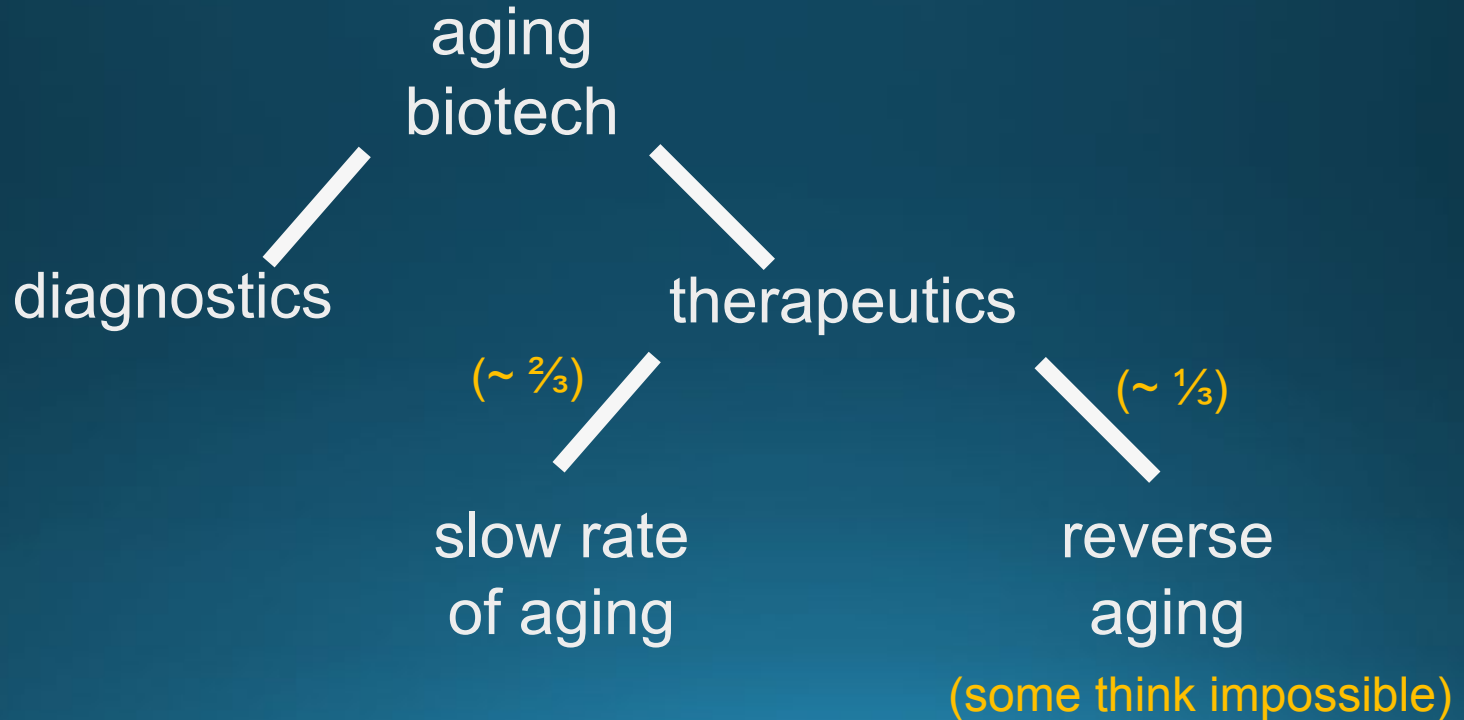 aging
biotech
diagnostics
therapeutics
(~ ⅔)
(~ ⅓)
slow rate
of aging
reverse
aging
(some think impossible)